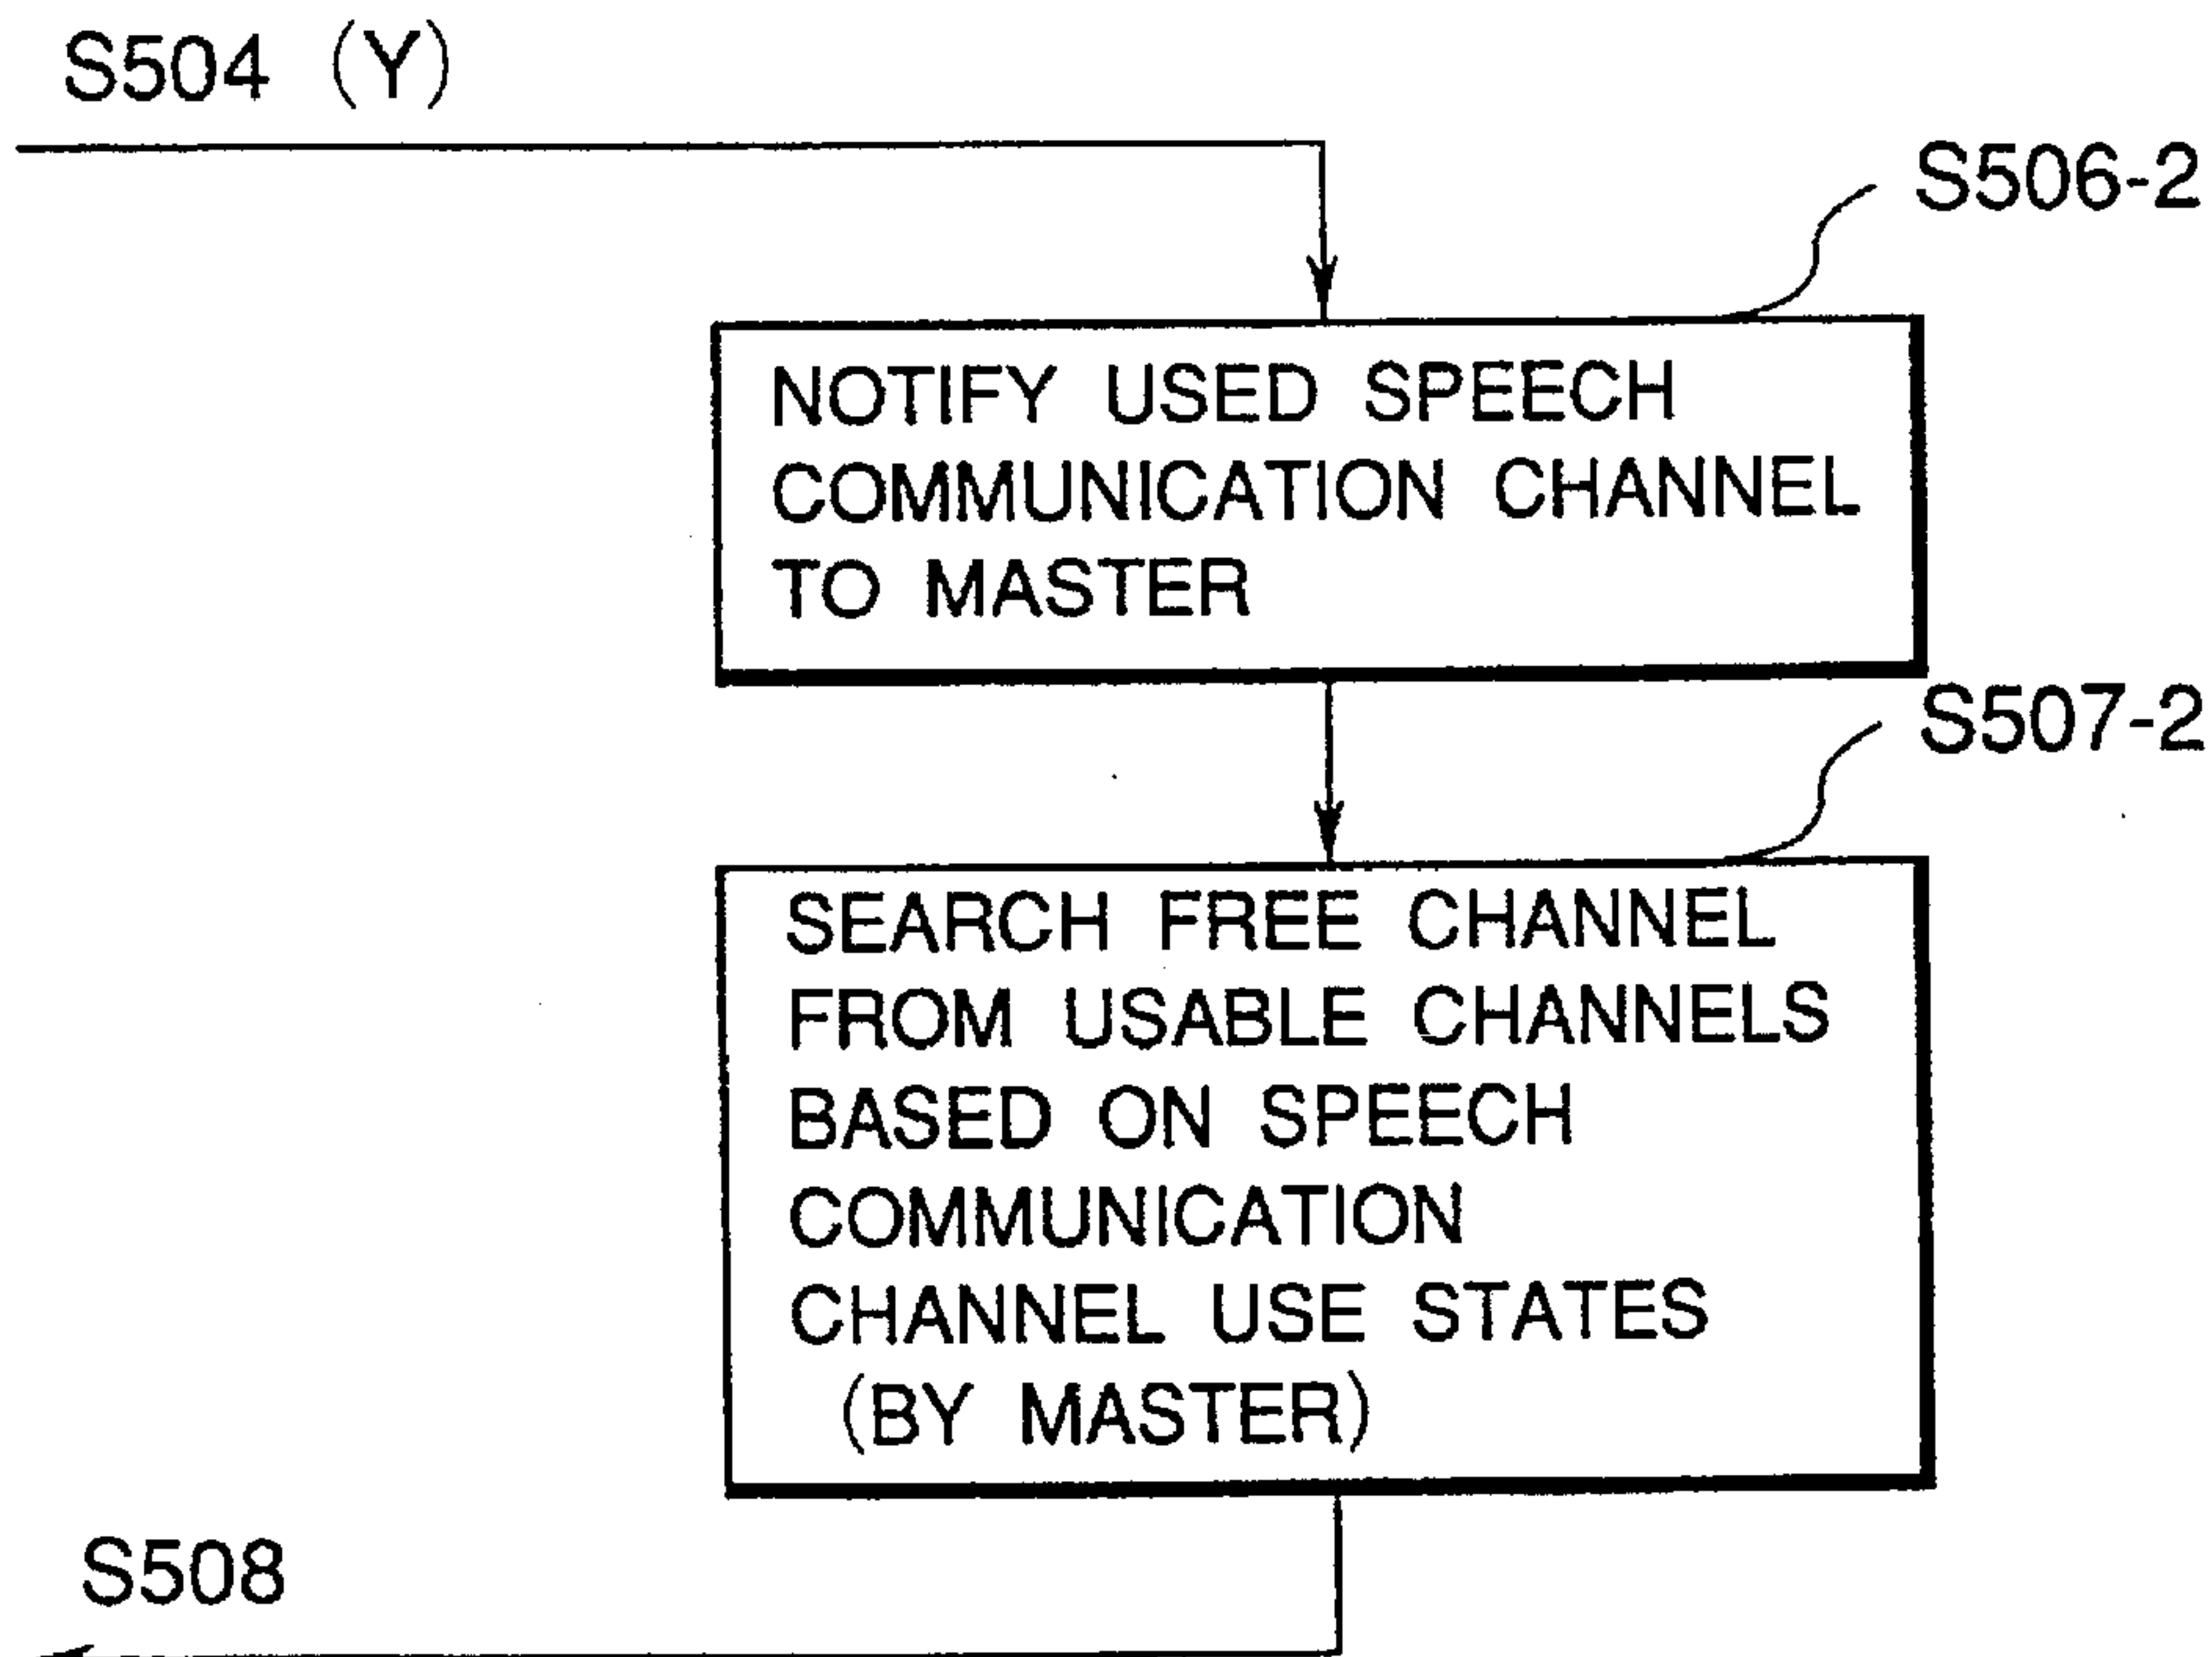 S504 (Y)
S506-2
NOTIFY USED SPEECH
COMMUNICATION CHANNEL
TO MASTER
S507-2
SEARCH FREE CHANNEL
FROM USABLE CHANNELS
BASED ON SPEECH
COMMUNICATION
CHANNEL USE STATES
(BY MASTER)
S508